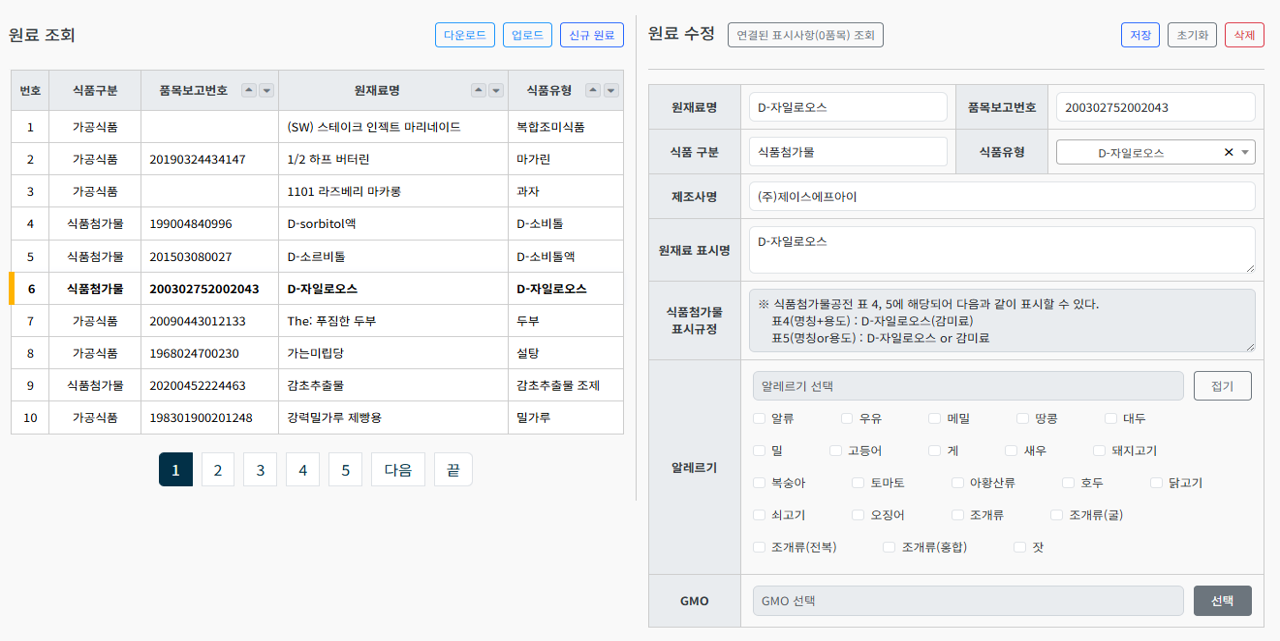 원료 조회
다운로드 업로드 신규 원료
번호 식품구분 품목보고번호 원재료명 식품유형
1 가공식품 (SW) 스테이크 인젝트 마리네이드 복합조미식품
2 가공식품 20190324434147 1/2 하프 버터린 마가린
3 가공식품 1101 라즈베리 마카롱 과자
4 식품첨가물 199004840996 D-sorbitol액 D-소비톨
5 식품첨가물 201503080027 D-소르비톨 D-소비톨액
6 식품첨가물 200302752002043 D-자일로오스 D-자일로오스
7 가공식품 20090443012133 The: 푸짐한 두부 두부
8 가공식품 1968024700230 가는미립당 설탕
9 식품첨가물 20200452224463 감초추출물 감초추출물 조제
10 가공식품 198301900201248 강력밀가루 제빵용 밀가루
1 2 3 4 5 다음 끝
원료 수정 연결된 표시사항(0품목) 조회
저장 초기화 삭제
원재료명 D-자일로오스 품목보고번호 200302752002043
식품 구분 식품첨가물 식품유형 D-자일로오스 ✕
제조사명 (주)제이스에프아이
원재료 표시명 D-자일로오스
식품첨가물
표시규정
※ 식품첨가물공전 표 4, 5에 해당되어 다음과 같이 표시할 수 있다.
표4(명칭+용도) : D-자일로오스(감미료)
표5(명칭or용도) : D-자일로오스 or 감미료
알레르기
알레르기 선택 접기
알류 우유 메밀 땅콩 대두
밀 고등어 게 새우 돼지고기
복숭아 토마토 아황산류 호두 닭고기
쇠고기 오징어 조개류 조개류(굴)
조개류(전복) 조개류(홍합) 잣
GMO GMO 선택 선택